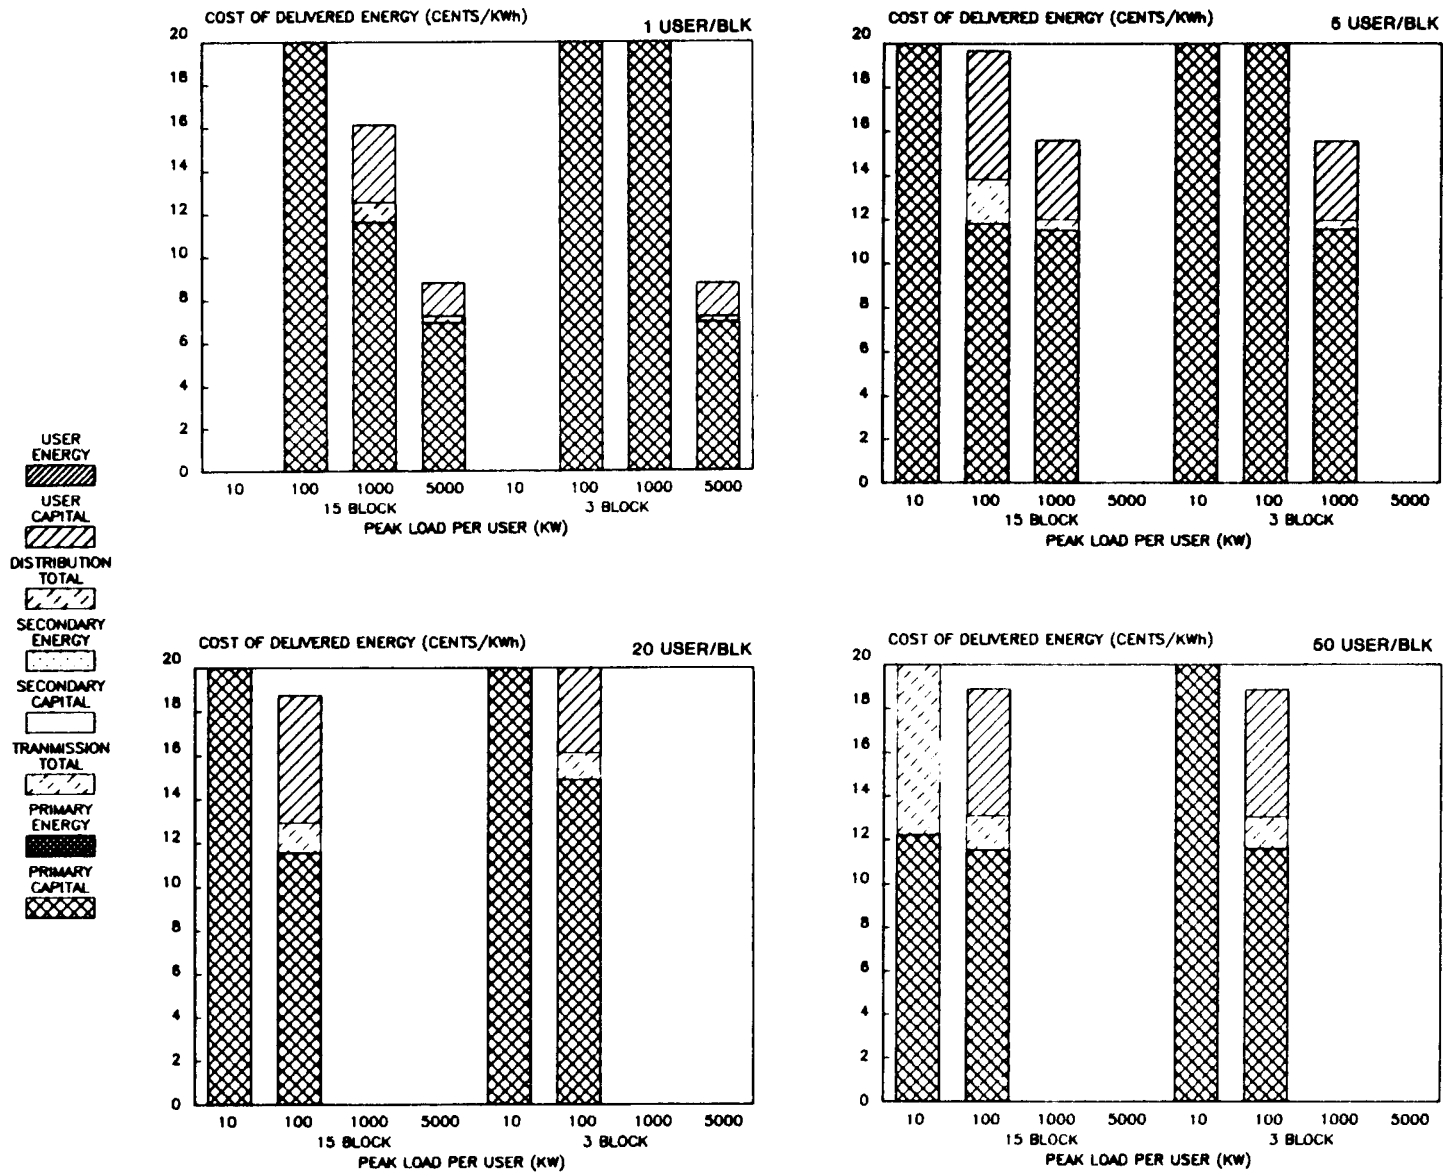 COST OF DELIVERED ENERGY (CENTS/KWh)
1 USER/BLK
20
18
16
14
12
10
8
6
4
2
0
10 100 1000 5000 10 100 1000 5000
15 BLOCK 3 BLOCK
PEAK LOAD PER USER (KW)
COST OF DELIVERED ENERGY (CENTS/KWh)
5 USER/BLK
20
18
16
14
12
10
8
6
4
2
0
10 100 1000 5000 10 100 1000 5000
15 BLOCK 3 BLOCK
PEAK LOAD PER USER (KW)
USER
ENERGY
USER
CAPITAL
DISTRIBUTION
TOTAL
SECONDARY
ENERGY
SECONDARY
CAPITAL
TRANMISSION
TOTAL
PRIMARY
ENERGY
PRIMARY
CAPITAL
COST OF DELIVERED ENERGY (CENTS/KWh)
20 USER/BLK
20
18
16
14
12
10
8
6
4
2
0
10 100 1000 5000 10 100 1000 5000
15 BLOCK 3 BLOCK
PEAK LOAD PER USER (KW)
COST OF DELIVERED ENERGY (CENTS/KWh)
50 USER/BLK
20
18
16
14
12
10
8
6
4
2
0
10 100 1000 5000 10 100 1000 5000
15 BLOCK 3 BLOCK
PEAK LOAD PER USER (KW)